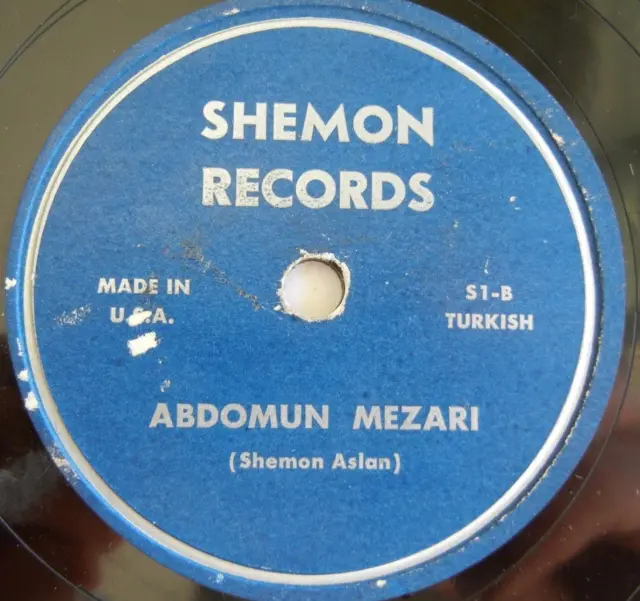 SHEMON
RECORDS
MADE IN
U.S.A.
S1-B
TURKISH
ABDOMUN MEZARI
(Shemon Aslan)